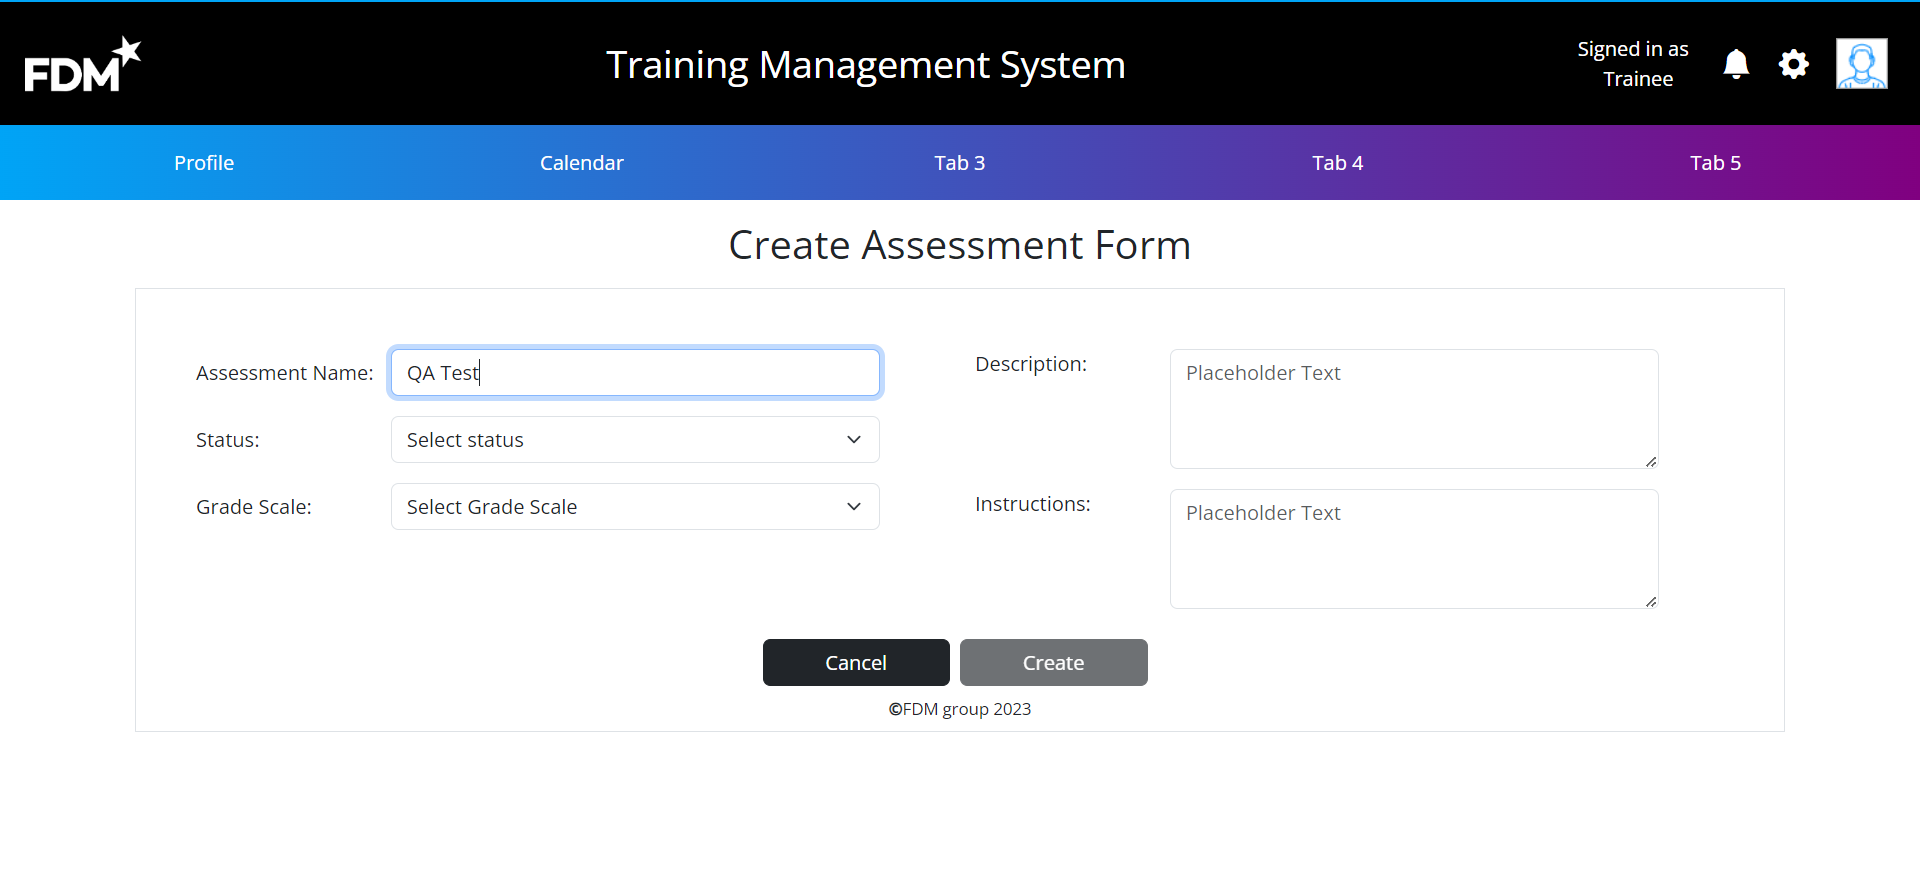 FDM
Training Management System
Signed in as
Trainee
Profile
Calendar
Tab 3
Tab 4
Tab 5
Create Assessment Form
Assessment Name:
QA Test
Status:
Select status
Grade Scale:
Select Grade Scale
Description:
Placeholder Text
Instructions:
Placeholder Text
Cancel
Create
©FDM group 2023